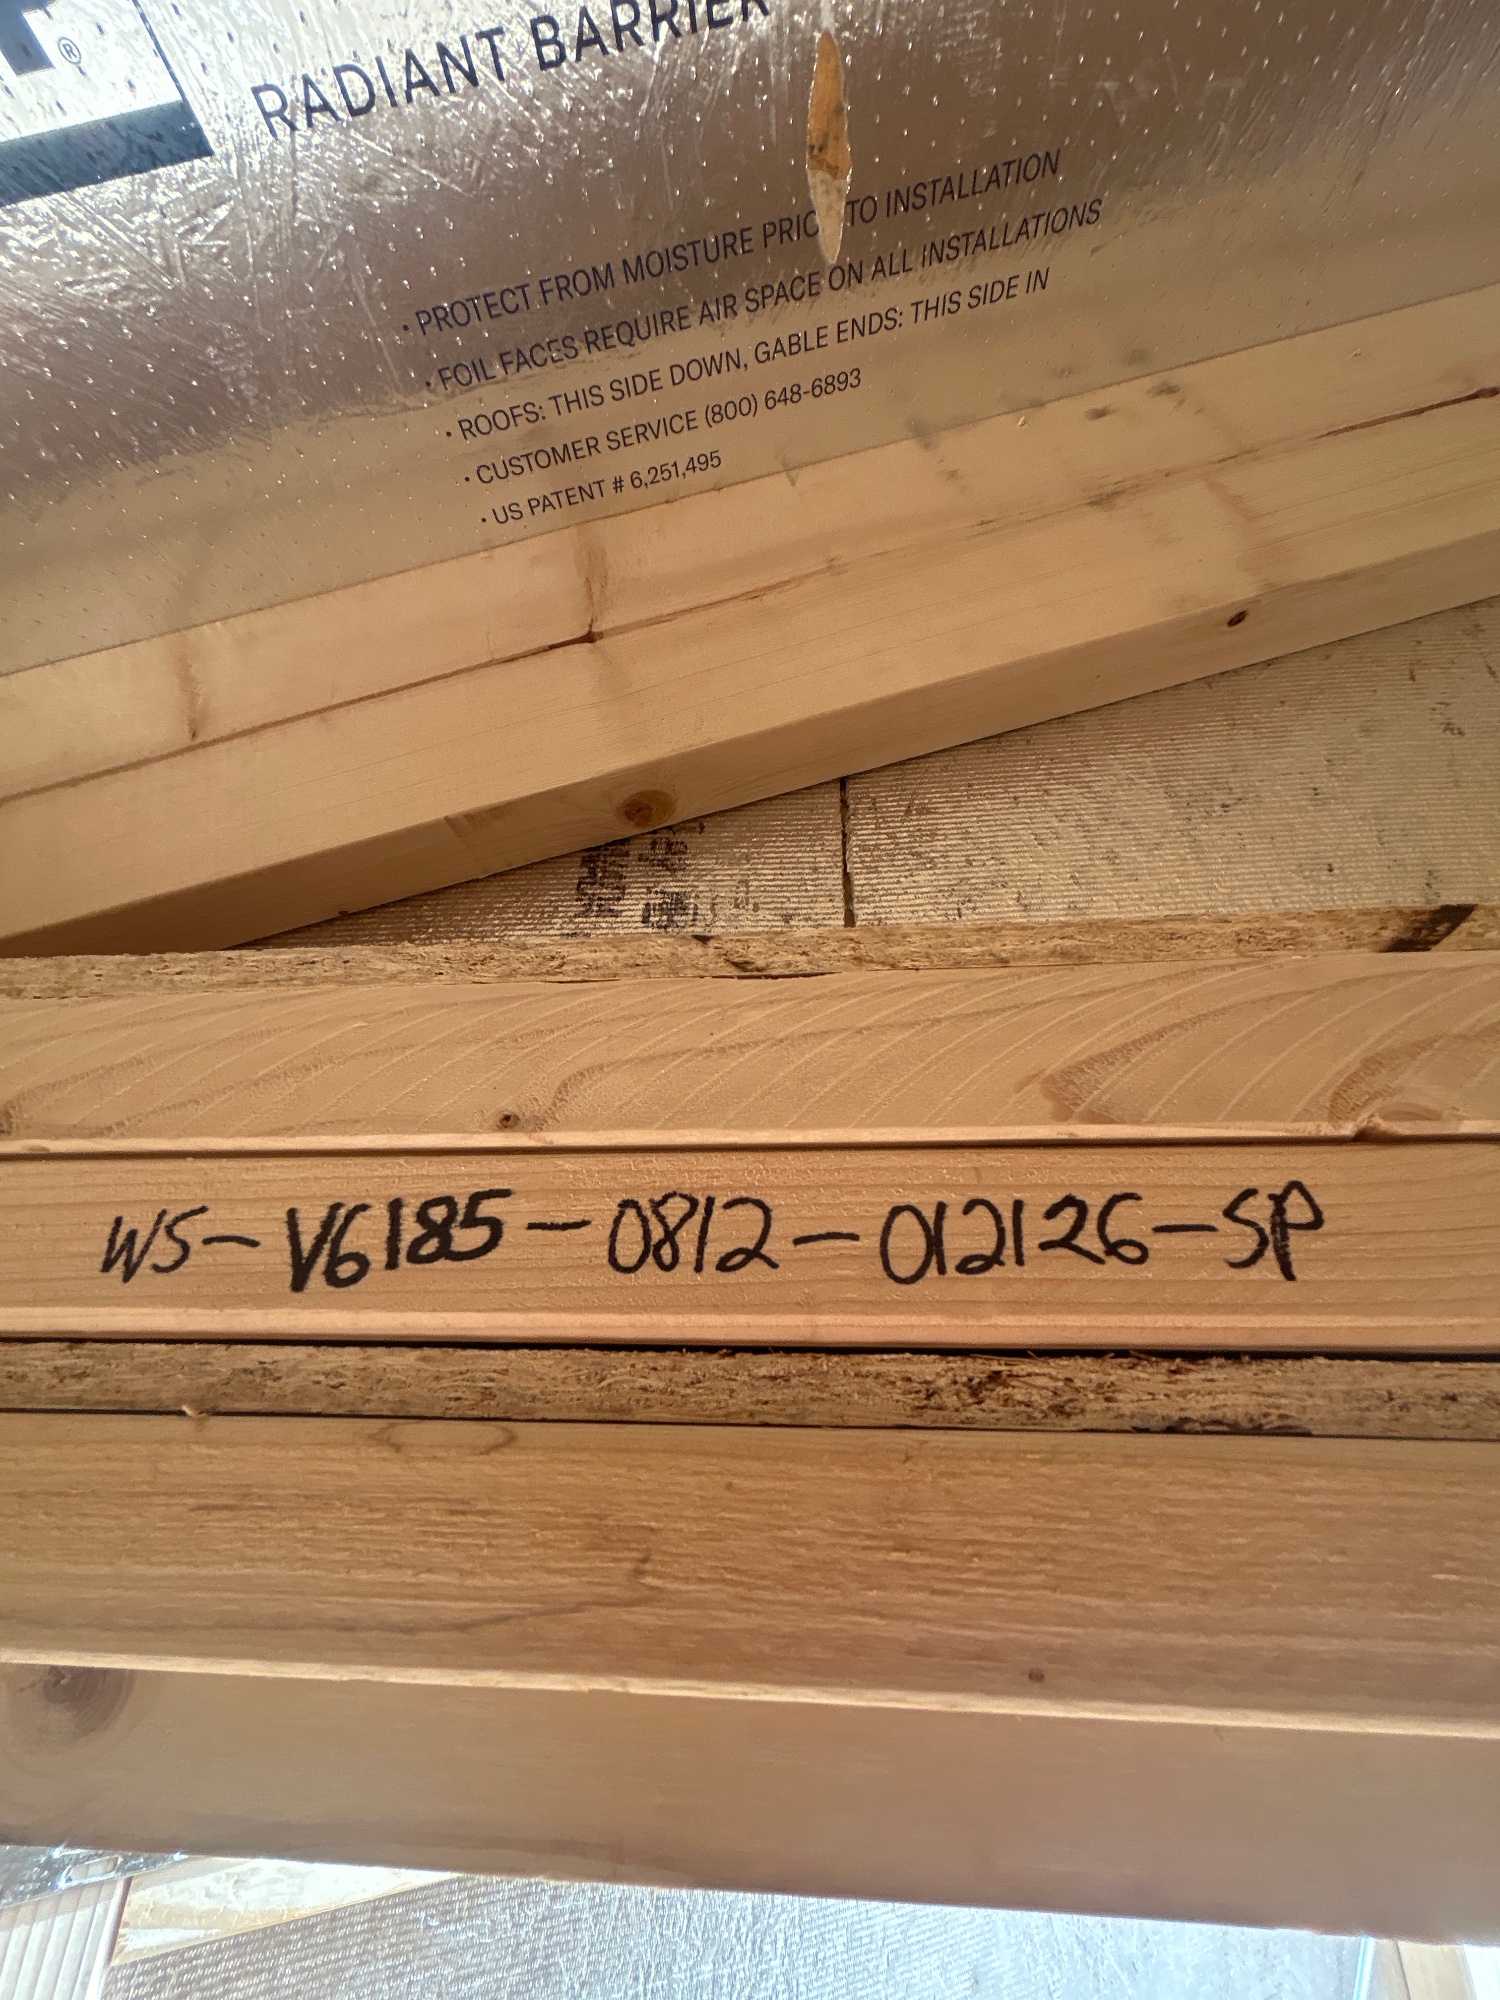 ®
RADIANT BARRIER
• PROTECT FROM MOISTURE TO INSTALLATION
• FOIL FACES REQUIRE AIR SPACE ON ALL INSTALLATIONS
• ROOFS: THIS SIDE DOWN, GABLE ENDS: THIS SIDE IN
• CUSTOMER SERVICE (800) 648-6893
• US PATENT # 6,251,495
WS-V6185-0812-012126-SP